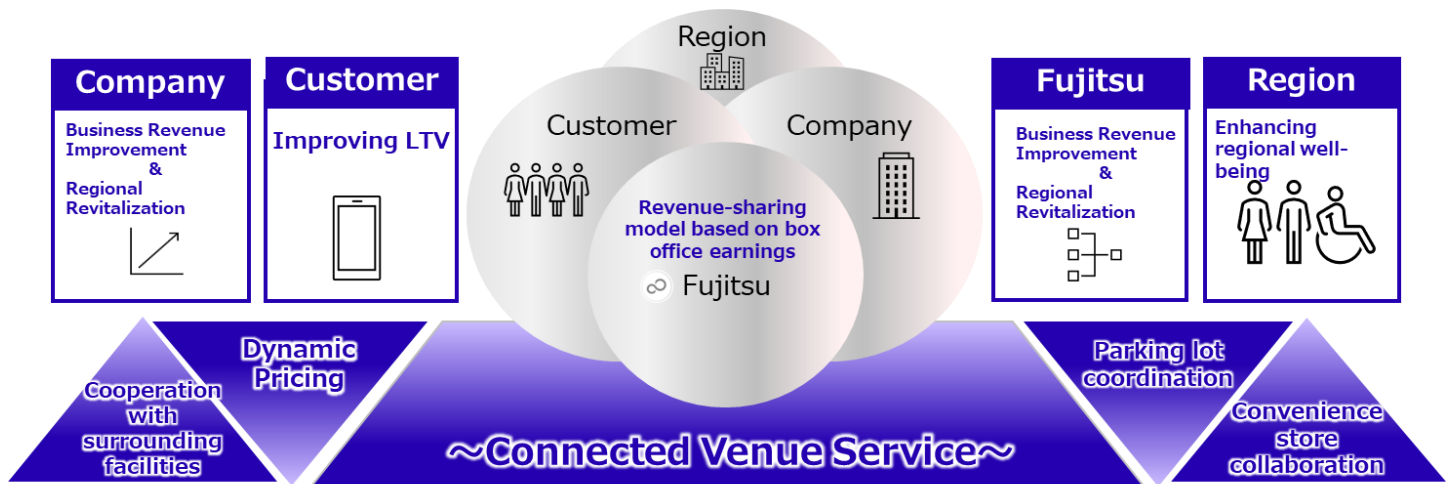 Company
Business Revenue
Improvement
&
Regional
Revitalization
Customer
Improving LTV
Region
Customer
Company
Revenue-sharing
model based on box
office earnings
Fujitsu
Fujitsu
Business Revenue
Improvement
&
Regional
Revitalization
Region
Enhancing
regional well-
being
Cooperation
with
surrounding
facilities
Dynamic
Pricing
～Connected Venue Service～
Parking lot
coordination
Convenience
store
collaboration